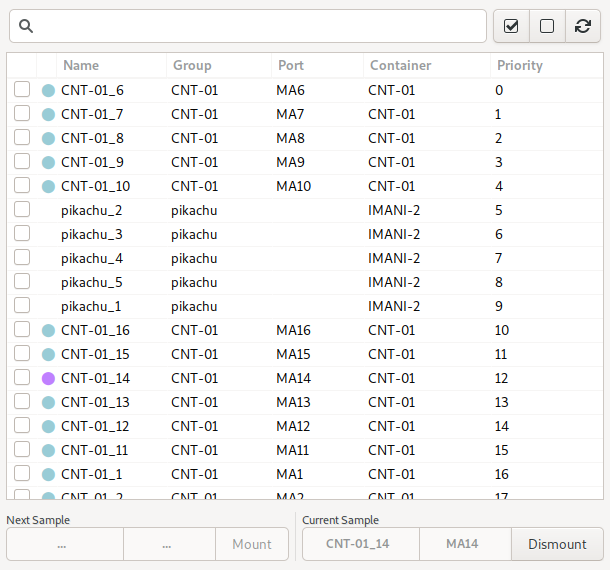 Name Group Port Container Priority
CNT-01_6 CNT-01 MA6 CNT-01 0
CNT-01_7 CNT-01 MA7 CNT-01 1
CNT-01_8 CNT-01 MA8 CNT-01 2
CNT-01_9 CNT-01 MA9 CNT-01 3
CNT-01_10 CNT-01 MA10 CNT-01 4
pikachu_2 pikachu IMANI-2 5
pikachu_3 pikachu IMANI-2 6
pikachu_4 pikachu IMANI-2 7
pikachu_5 pikachu IMANI-2 8
pikachu_1 pikachu IMANI-2 9
CNT-01_16 CNT-01 MA16 CNT-01 10
CNT-01_15 CNT-01 MA15 CNT-01 11
CNT-01_14 CNT-01 MA14 CNT-01 12
CNT-01_13 CNT-01 MA13 CNT-01 13
CNT-01_12 CNT-01 MA12 CNT-01 14
CNT-01_11 CNT-01 MA11 CNT-01 15
CNT-01_1 CNT-01 MA1 CNT-01 16
CNT-01_2 CNT-01 MA2 CNT-01 17
Next Sample Current Sample
... ... Mount CNT-01_14 MA14 Dismount